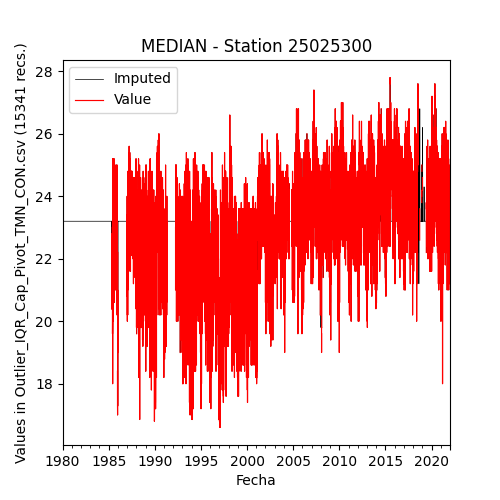 MEDIAN - Station 25025300
Values in Outlier_IQR_Cap_Pivot_TMN_CON.csv (15341 recs.)
Imputed
Value
28
26
24
22
20
18
1980 1985 1990 1995 2000 2005 2010 2015 2020
Fecha